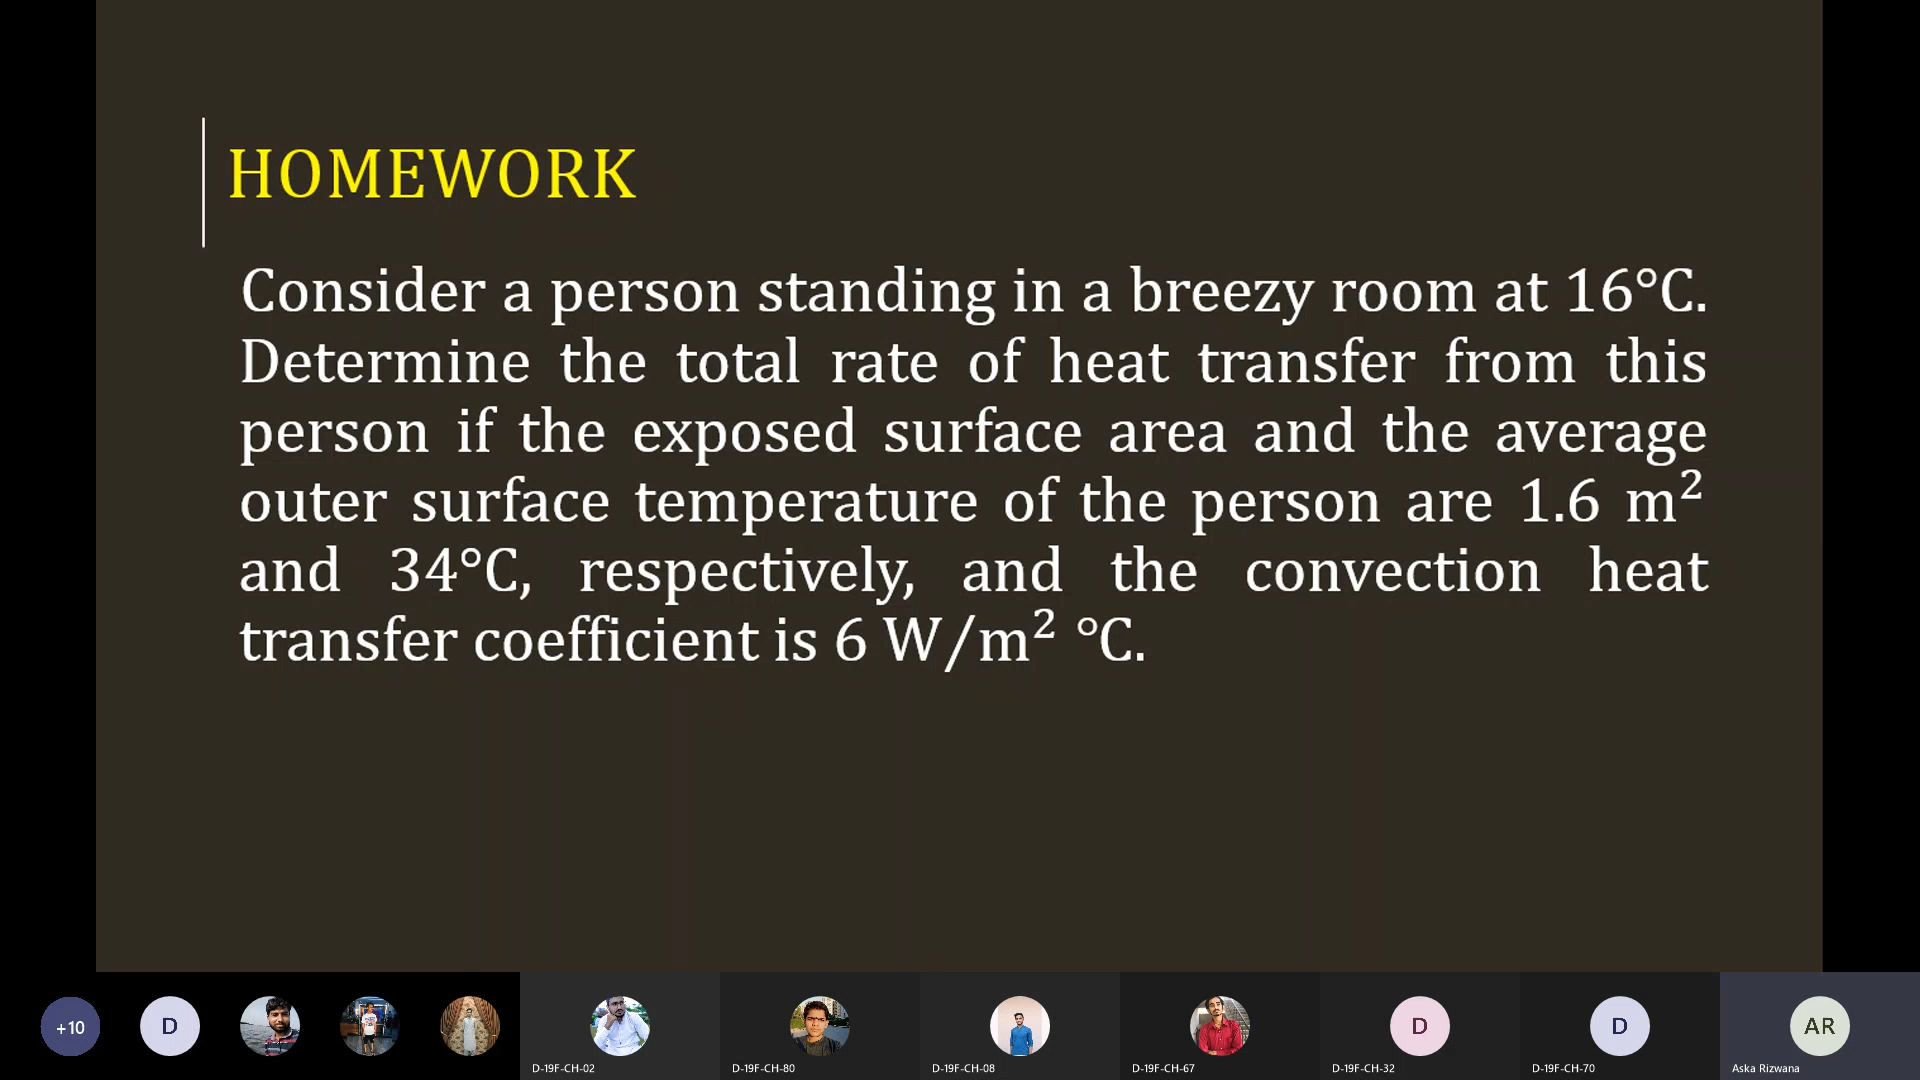 HOMEWORK
Consider a person standing in a breezy room at 16°C.
Determine the total rate of heat transfer from this
person if the exposed surface area and the average
outer surface temperature of the person are 1.6 m²
and 34°C, respectively, and the convection heat
transfer coefficient is 6 W/m² °C.
+10
D
D
D
AR
D-19F-CH-02
D-19F-CH-80
D-19F-CH-08
D-19F-CH-67
D-19F-CH-32
D-19F-CH-70
Aska Rizwana